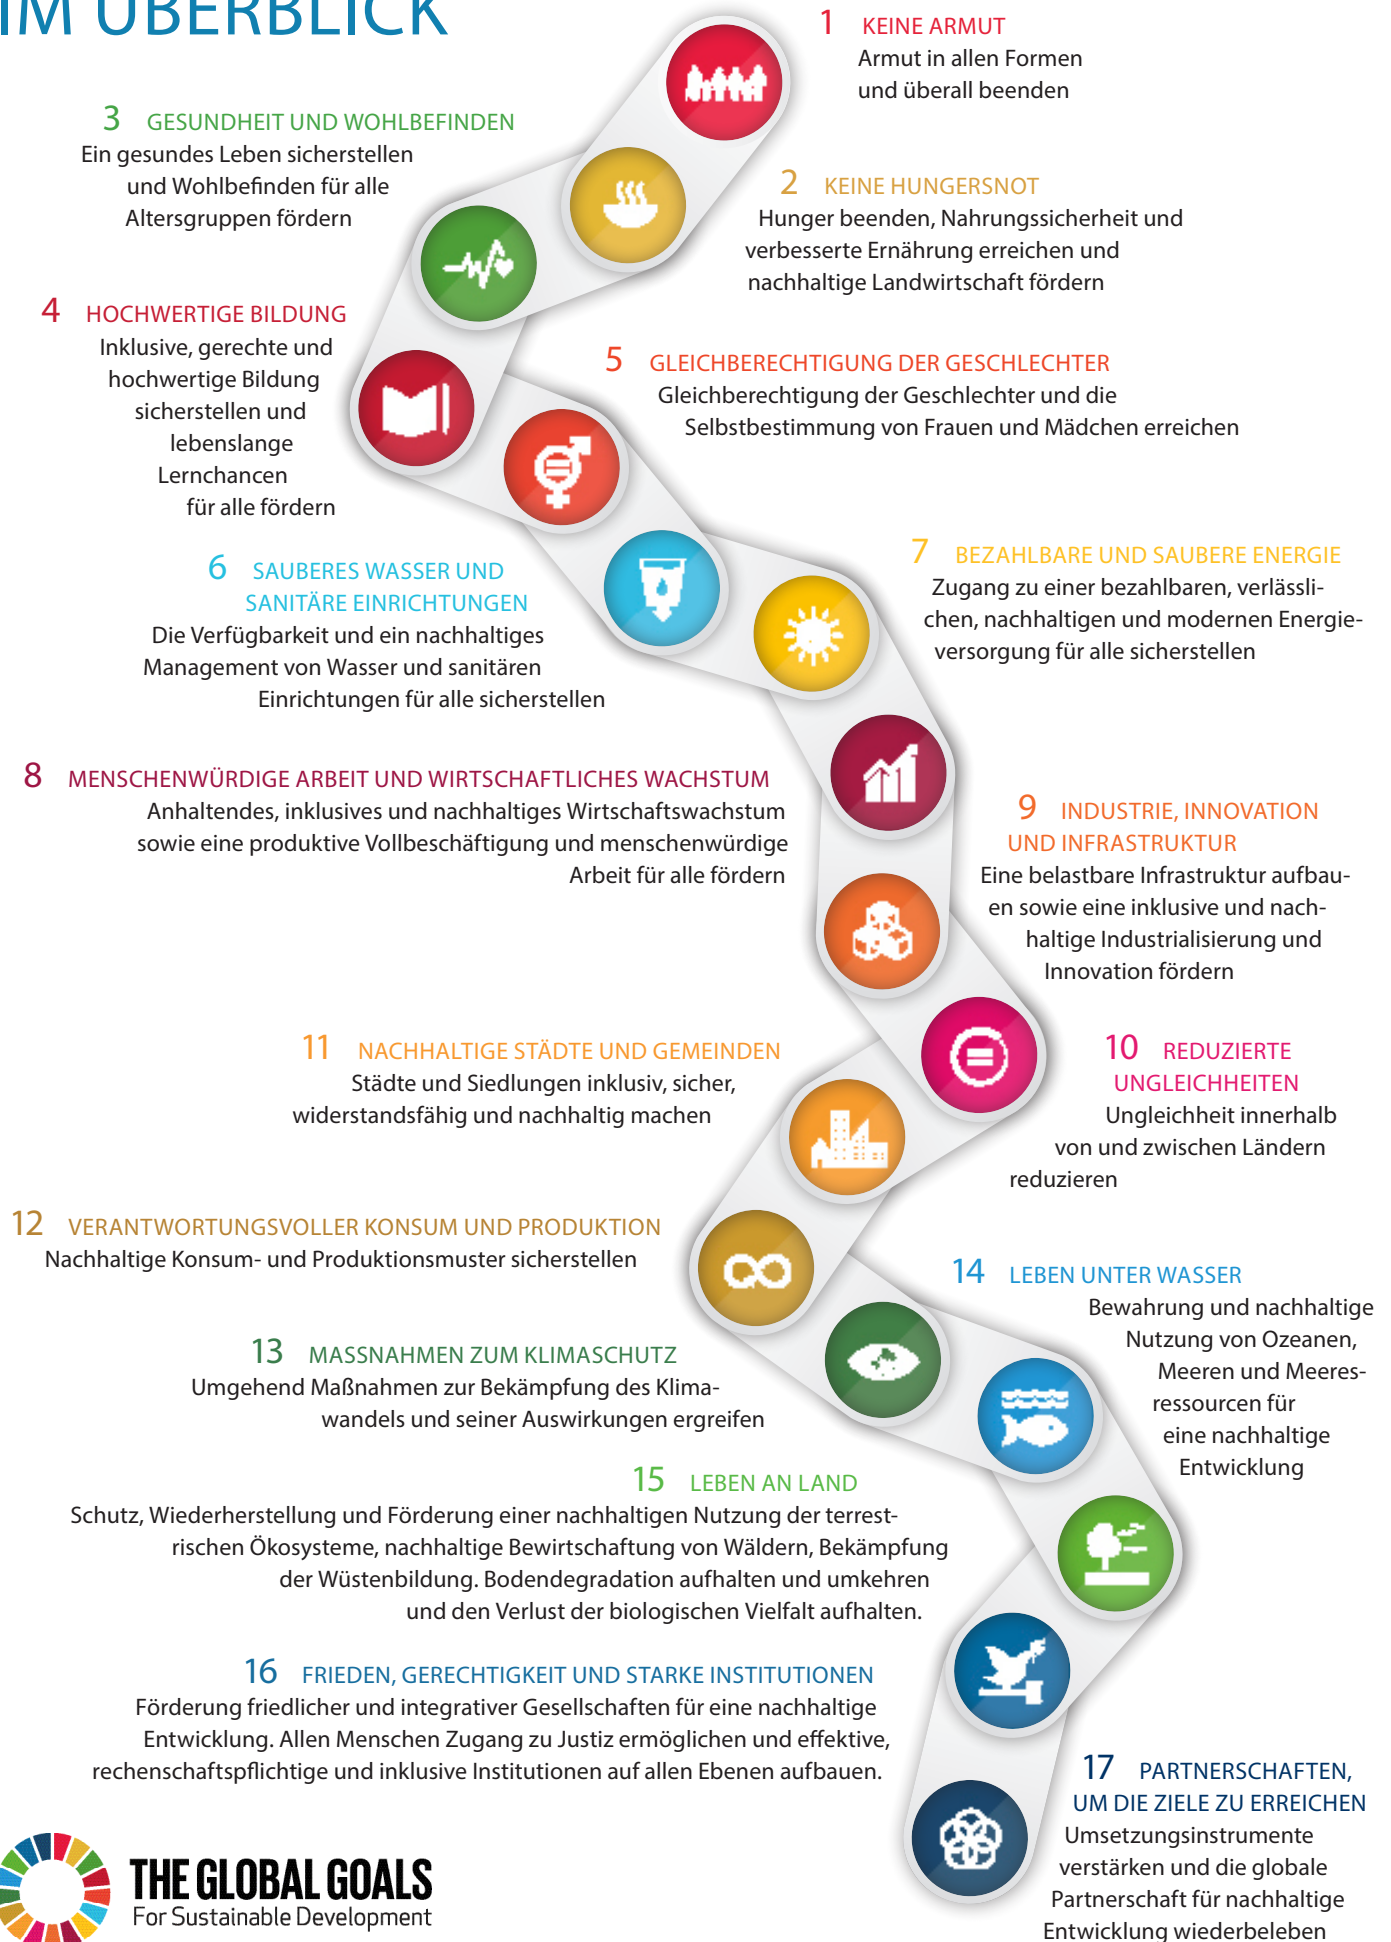 IM ÜBERBLICK
1 KEINE ARMUT
Armut in allen Formen
und überall beenden
2 KEINE HUNGERSNOT
Hunger beenden, Nahrungssicherheit und
verbesserte Ernährung erreichen und
nachhaltige Landwirtschaft fördern
3 GESUNDHEIT UND WOHLBEFINDEN
Ein gesundes Leben sicherstellen
und Wohlbefinden für alle
Altersgruppen fördern
4 HOCHWERTIGE BILDUNG
Inklusive, gerechte und
hochwertige Bildung
sicherstellen und
lebenslange
Lernchancen
für alle fördern
5 GLEICHBERECHTIGUNG DER GESCHLECHTER
Gleichberechtigung der Geschlechter und die
Selbstbestimmung von Frauen und Mädchen erreichen
6 SAUBERES WASSER UND
SANITÄRE EINRICHTUNGEN
Die Verfügbarkeit und ein nachhaltiges
Management von Wasser und sanitären
Einrichtungen für alle sicherstellen
7 BEZAHLBARE UND SAUBERE ENERGIE
Zugang zu einer bezahlbaren, verlässli-
chen, nachhaltigen und modernen Energie-
versorgung für alle sicherstellen
8 MENSCHENWÜRDIGE ARBEIT UND WIRTSCHAFTLICHES WACHSTUM
Anhaltendes, inklusives und nachhaltiges Wirtschaftswachstum
sowie eine produktive Vollbeschäftigung und menschenwürdige
Arbeit für alle fördern
9 INDUSTRIE, INNOVATION
UND INFRASTRUKTUR
Eine belastbare Infrastruktur aufbau-
en sowie eine inklusive und nach-
haltige Industrialisierung und
Innovation fördern
10 REDUZIERTE
UNGLEICHHEITEN
Ungleichheit innerhalb
von und zwischen Ländern
reduzieren
11 NACHHALTIGE STÄDTE UND GEMEINDEN
Städte und Siedlungen inklusiv, sicher,
widerstandsfähig und nachhaltig machen
12 VERANTWORTUNGSVOLLER KONSUM UND PRODUKTION
Nachhaltige Konsum- und Produktionsmuster sicherstellen
13 MASSNAHMEN ZUM KLIMASCHUTZ
Umgehend Maßnahmen zur Bekämpfung des Klima-
wandels und seiner Auswirkungen ergreifen
14 LEBEN UNTER WASSER
Bewahrung und nachhaltige
Nutzung von Ozeanen,
Meeren und Meeres-
ressourcen für
eine nachhaltige
Entwicklung
15 LEBEN AN LAND
Schutz, Wiederherstellung und Förderung einer nachhaltigen Nutzung der terrest-
rischen Ökosysteme, nachhaltige Bewirtschaftung von Wäldern, Bekämpfung
der Wüstenbildung. Bodendegradation aufhalten und umkehren
und den Verlust der biologischen Vielfalt aufhalten.
16 FRIEDEN, GERECHTIGKEIT UND STARKE INSTITUTIONEN
Förderung friedlicher und integrativer Gesellschaften für eine nachhaltige
Entwicklung. Allen Menschen Zugang zu Justiz ermöglichen und effektive,
rechenschaftspflichtige und inklusive Institutionen auf allen Ebenen aufbauen.
17 PARTNERSCHAFTEN,
UM DIE ZIELE ZU ERREICHEN
Umsetzungsinstrumente
verstärken und die globale
Partnerschaft für nachhaltige
Entwicklung wiederbeleben
THE GLOBAL GOALS
For Sustainable Development